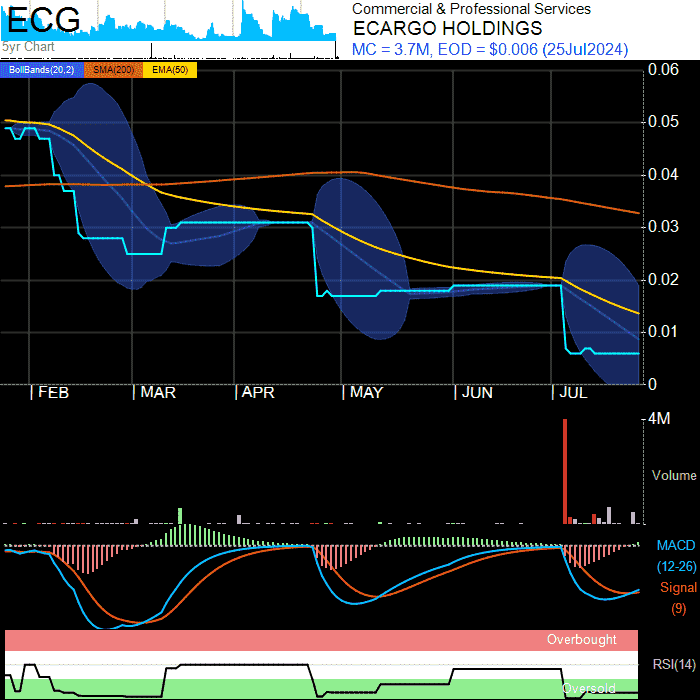 ECG
5yr Chart
Commercial & Professional Services
ECARGO HOLDINGS
MC = 3.7M, EOD = $0.006 (25Jul2024)
BollBands(20,2) SMA(200) EMA(50)
0.06
0.05
0.04
0.03
0.02
0.01
0
FEB MAR APR MAY JUN JUL
4M
Volume
MACD
(12-26)
Signal
(9)
Overbought
RSI(14)
Oversold